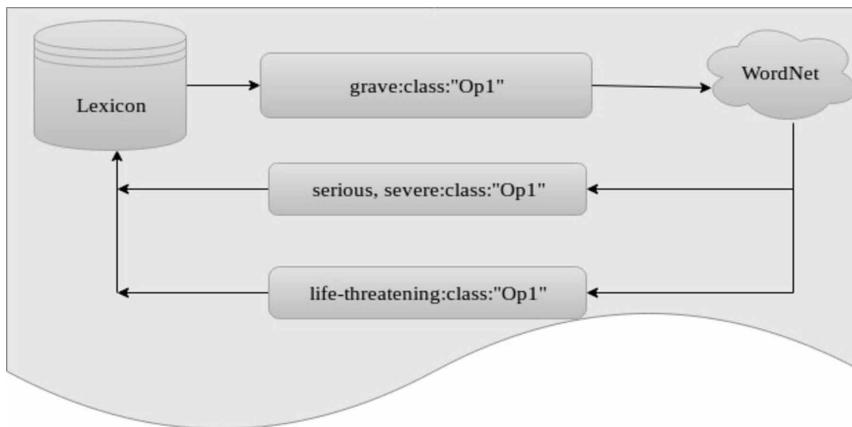 Lexicon
grave:class:"Op1"
WordNet
serious, severe:class:"Op1"
life-threatening:class:"Op1"